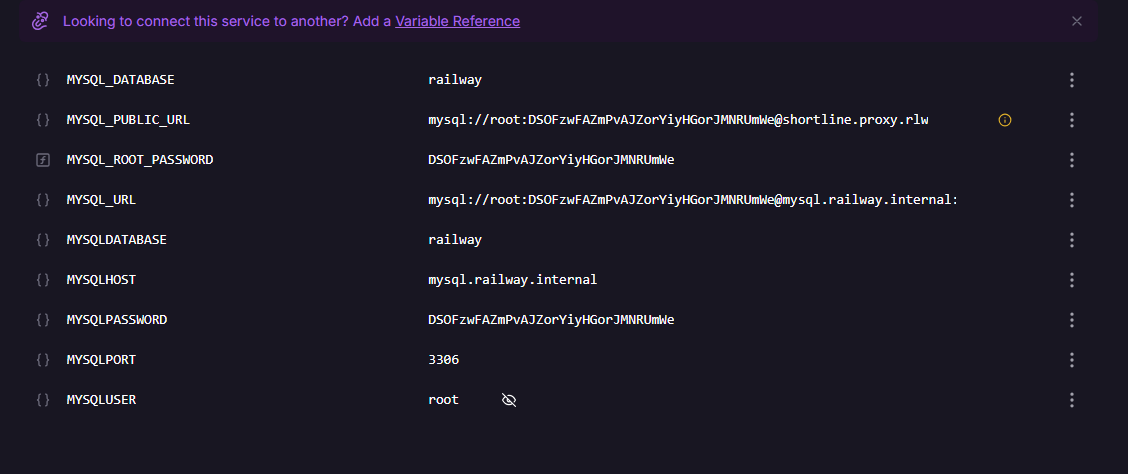 Looking to connect this service to another? Add a Variable Reference
MYSQL_DATABASE railway
MYSQL_PUBLIC_URL mysql://root:DSOFzwFAZmPvAJZorYiyHGorJMNRUmWe@shortline.proxy.rlw
MYSQL_ROOT_PASSWORD DSOFzwFAZmPvAJZorYiyHGorJMNRUmWe
MYSQL_URL mysql://root:DSOFzwFAZmPvAJZorYiyHGorJMNRUmWe@mysql.railway.internal:
MYSQLDATABASE railway
MYSQLHOST mysql.railway.internal
MYSQLPASSWORD DSOFzwFAZmPvAJZorYiyHGorJMNRUmWe
MYSQLPORT 3306
MYSQLUSER root